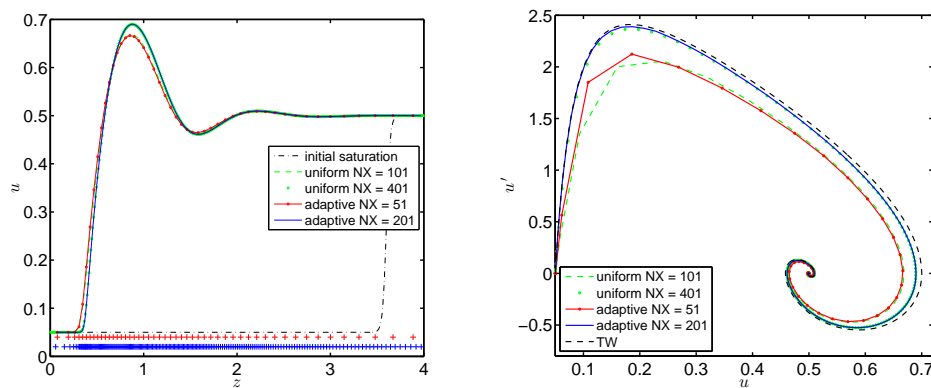 0.7
0.6
0.5
0.4
0.3
0.2
0.1
0
u
0 1 2 3 4
z
initial saturation
uniform NX = 101
uniform NX = 401
adaptive NX = 51
adaptive NX = 201
2.5
2
1.5
1
0.5
0
−0.5
u′
0.1 0.2 0.3 0.4 0.5 0.6 0.7
u
uniform NX = 101
uniform NX = 401
adaptive NX = 51
adaptive NX = 201
TW